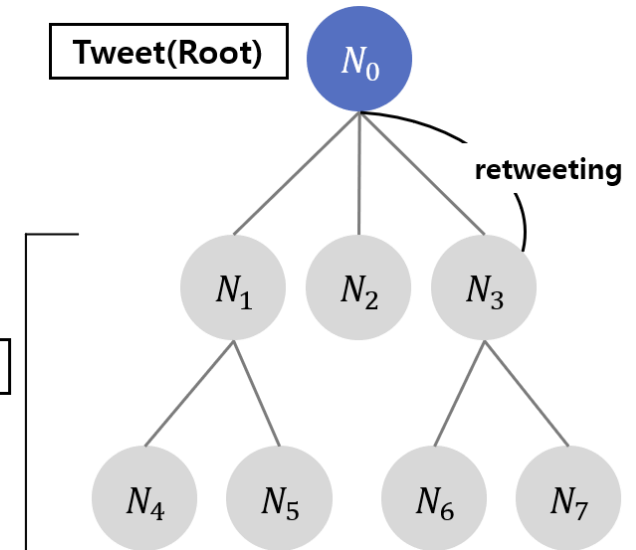 Tweet(Root)
N₀
retweeting
N₁ N₂ N₃
N₄ N₅ N₆ N₇